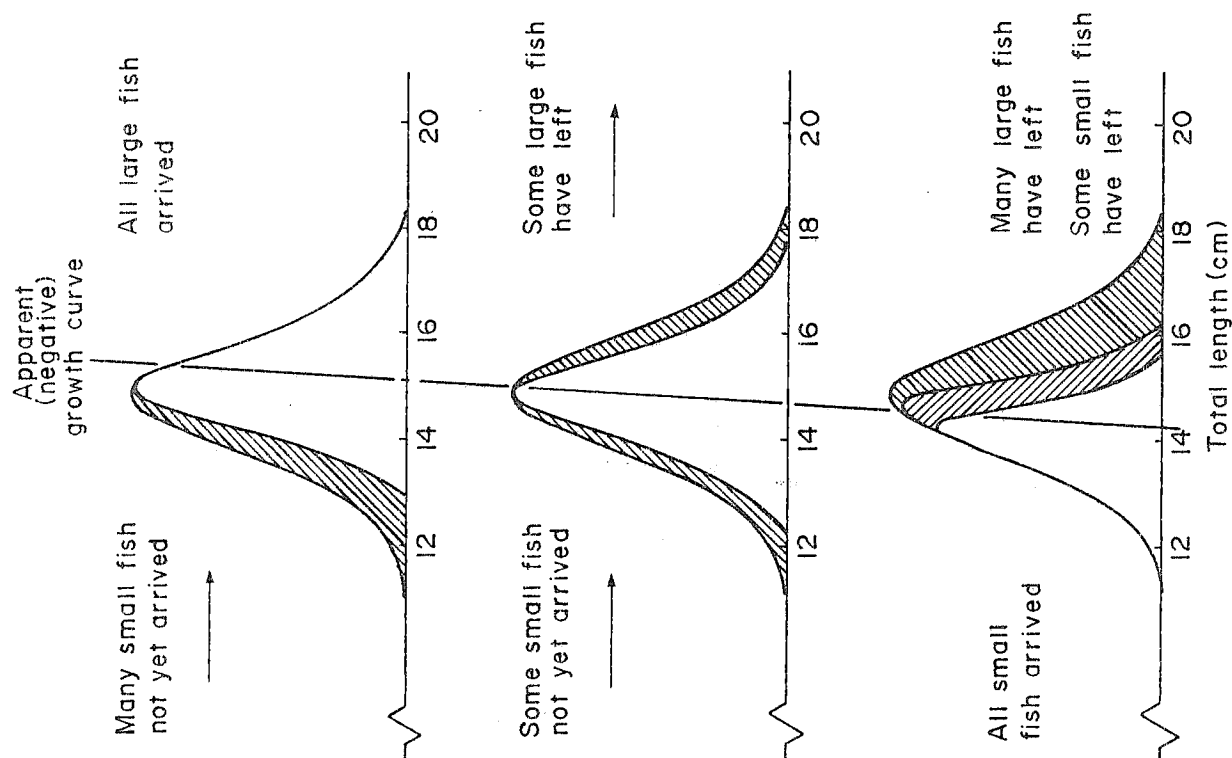 Apparent
(negative)
growth curve
Many small fish
not yet arrived
All large fish
arrived
12
14
16
18
20
Some small fish
not yet arrived
Some large fish
have left
12
14
16
18
20
All small
fish arrived
Many large fish
have left
Some small fish
have left
12
14
16
18
20
Total length (cm)